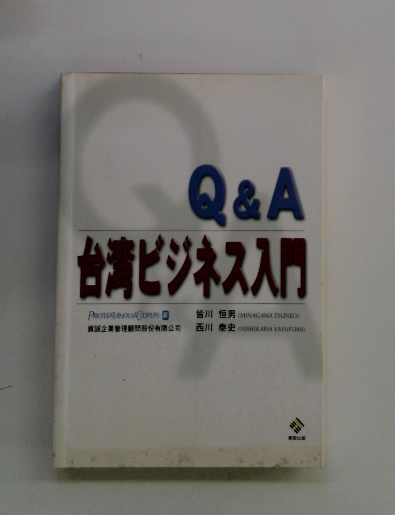 Q & A
台湾ビジネス入門
PRICEWATERHOUSECOOPERS
資誠企業管理顧問股份有限公司
皆川 恒男 (MINAGAWA TSUNEO)
西川 泰史 (NISHIKAWA YASUFUMI)